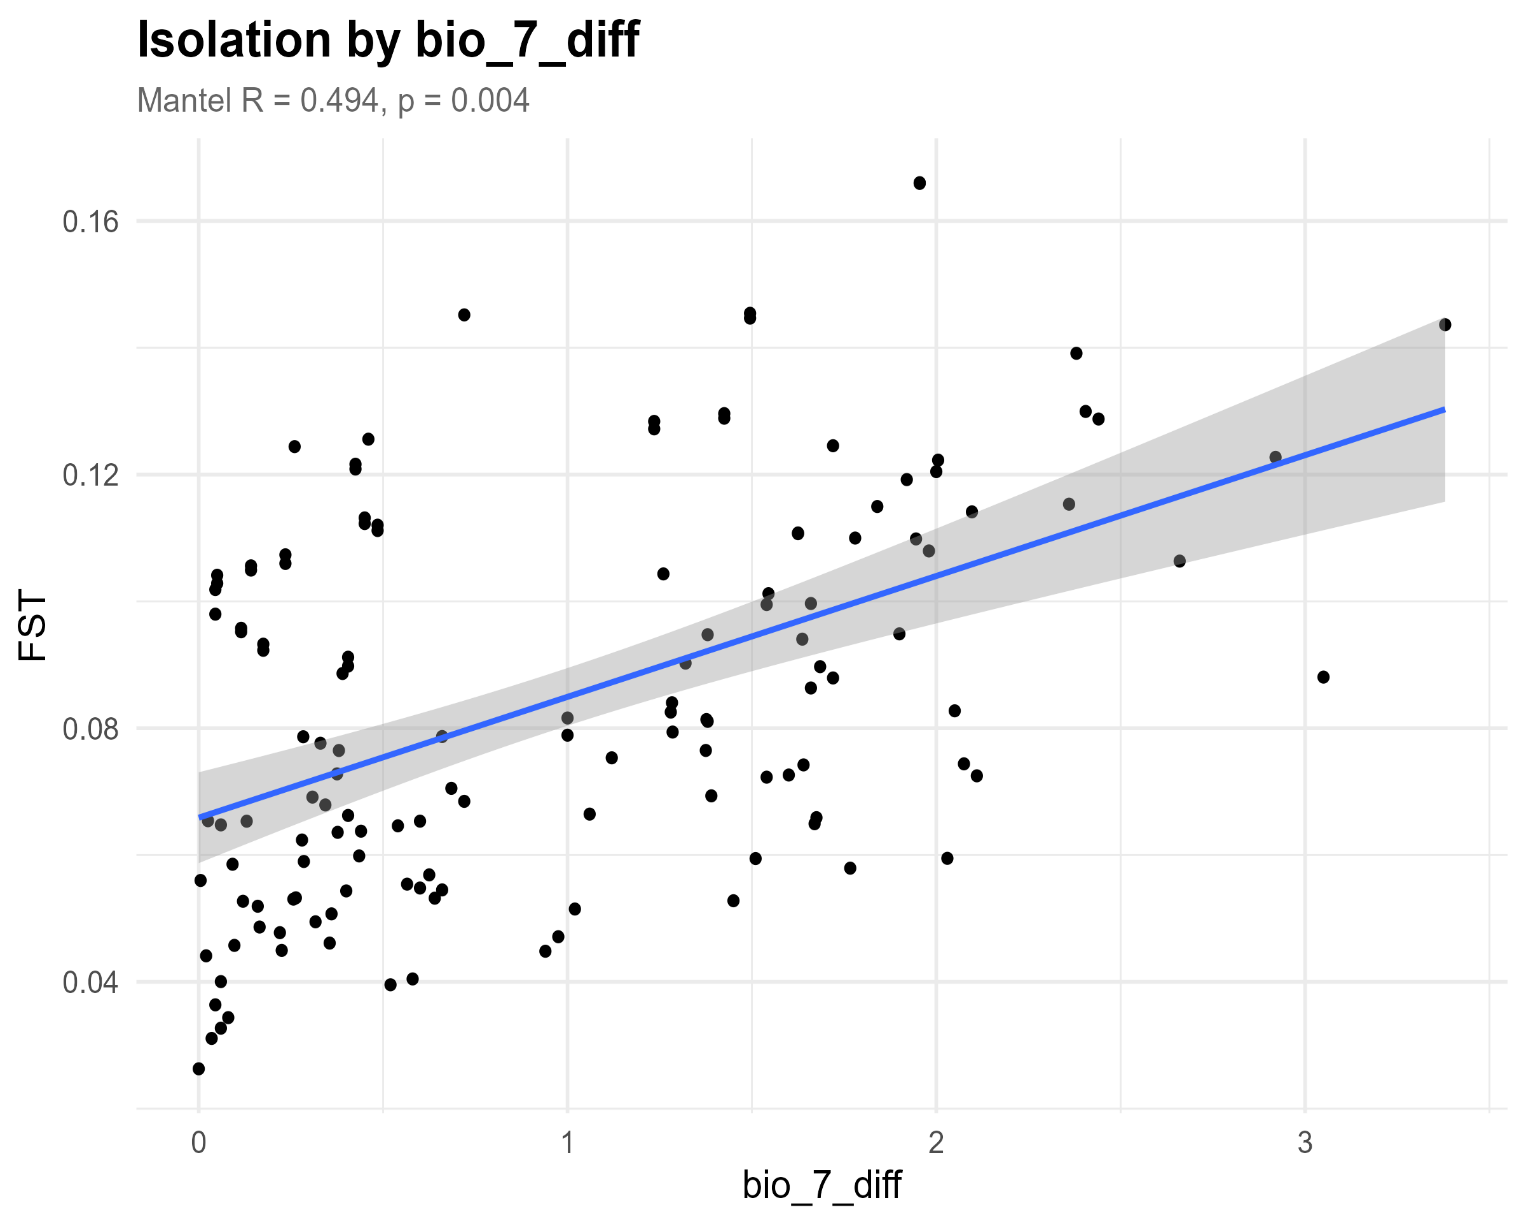 Isolation by bio_7_diff
Mantel R = 0.494, p = 0.004
0.16
0.12
0.08
0.04
FST
0 1 2 3
bio_7_diff